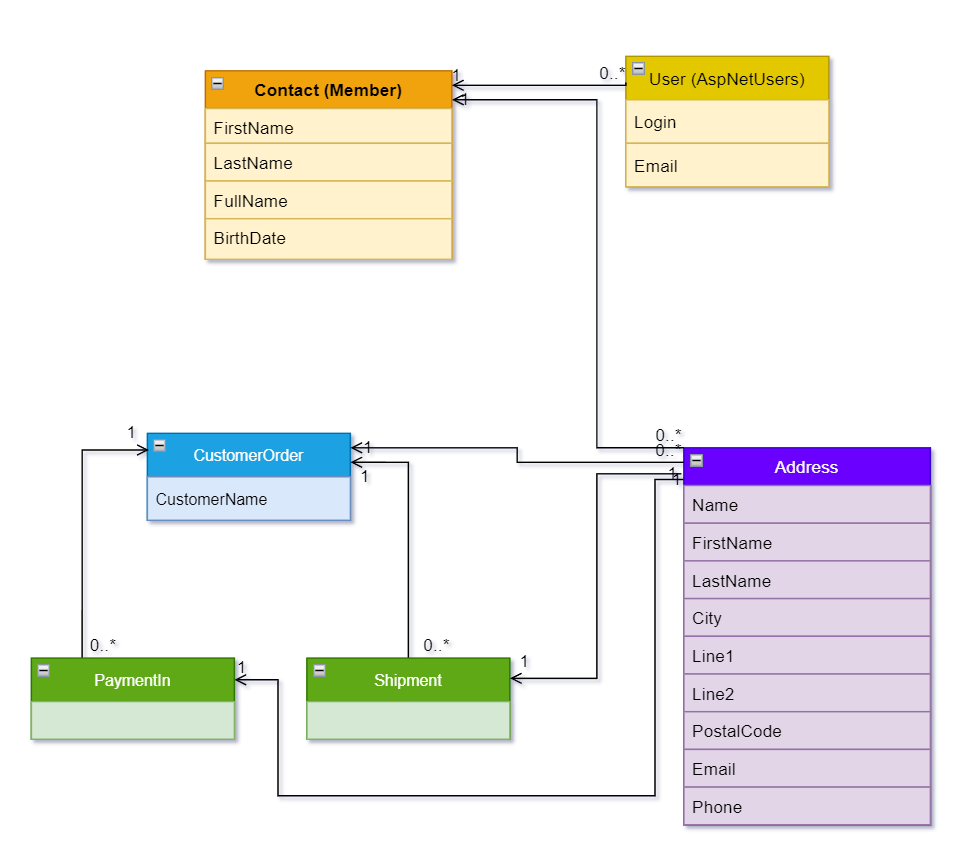 1
0..*
User (AspNetUsers)
Contact (Member)
1
FirstName
Login
LastName
Email
FullName
BirthDate
1
0..*
CustomerOrder
1
0..*
1
1
1
Address
CustomerName
Name
FirstName
LastName
City
0..*
0..*
Line1
1
1
PaymentIn
Shipment
Line2
PostalCode
Email
Phone